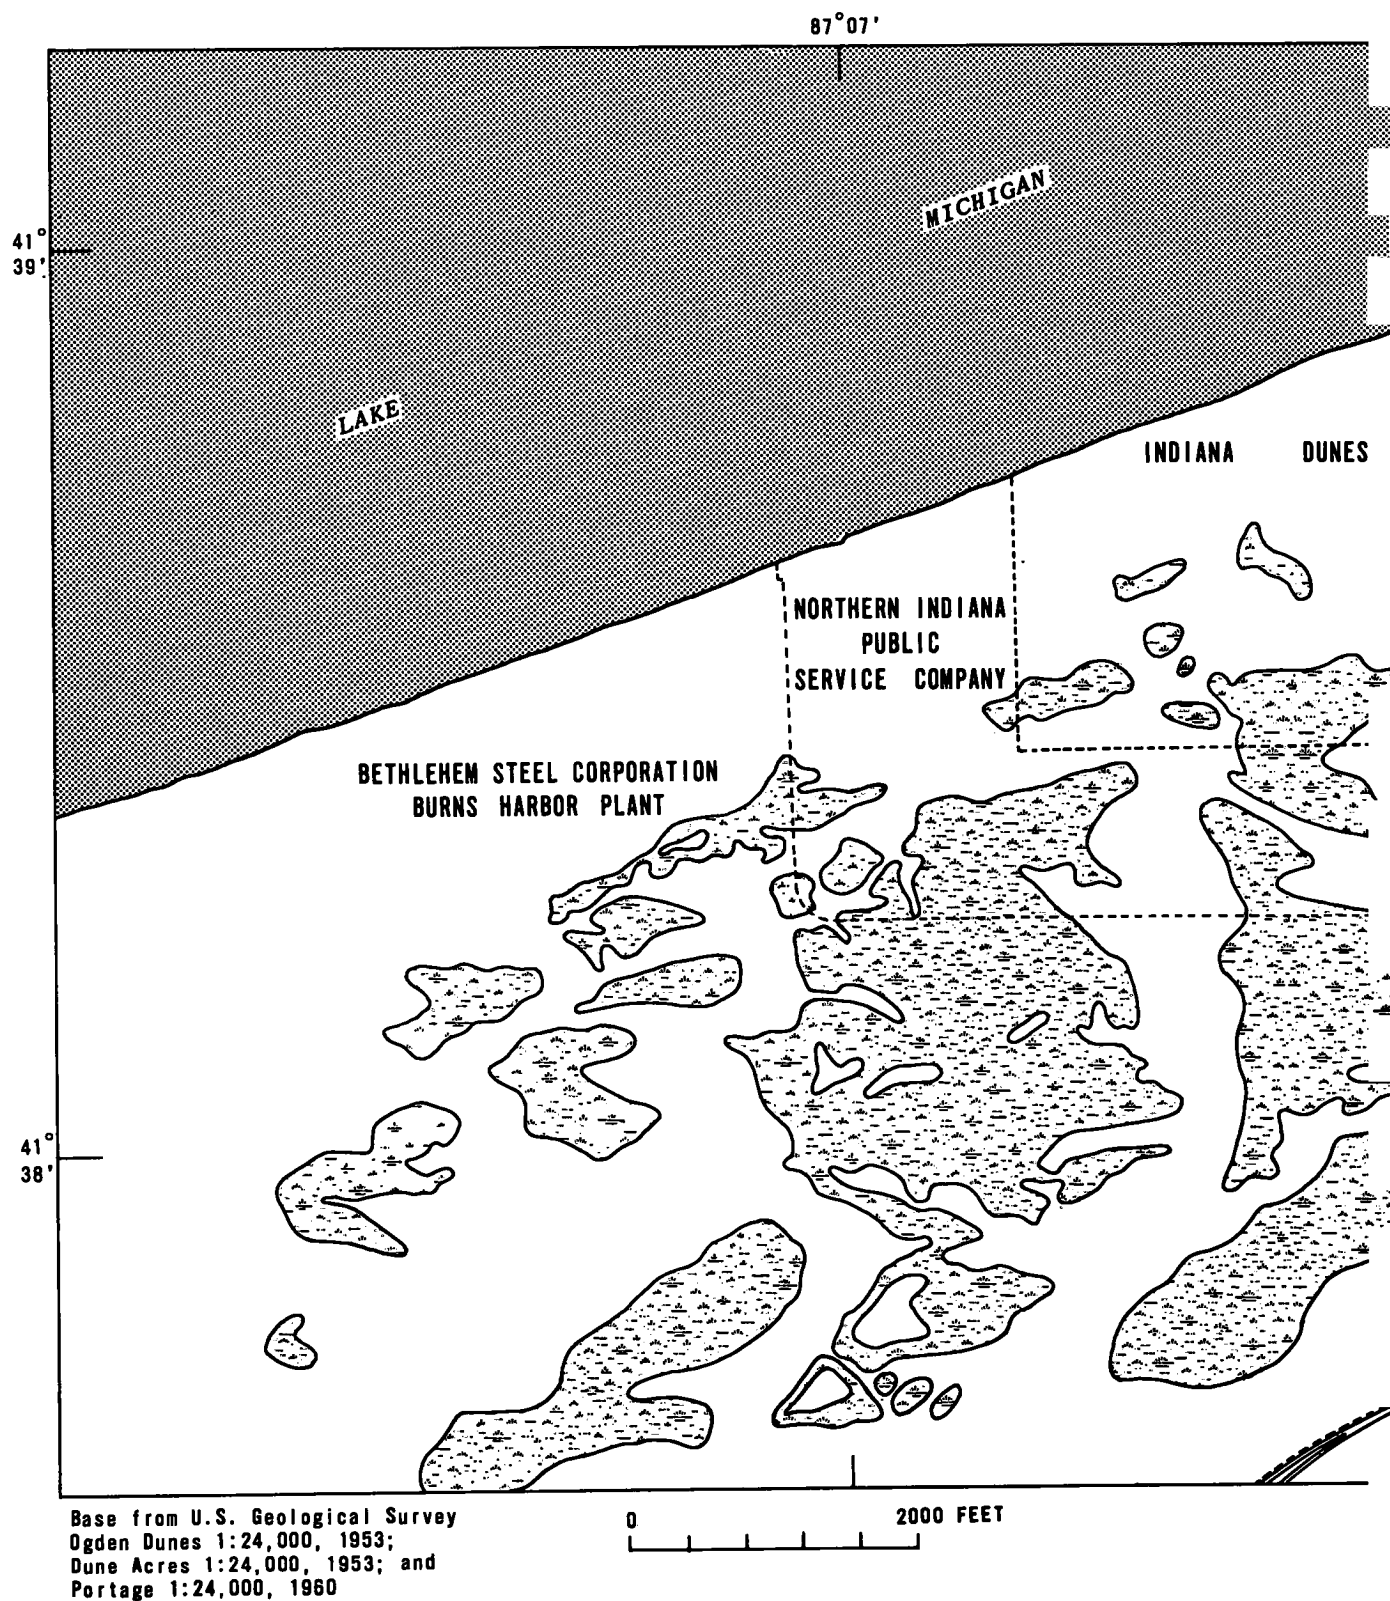 87°07'
41°
39'
MICHIGAN
LAKE
INDIANA DUNES
NORTHERN INDIANA
PUBLIC
SERVICE COMPANY
BETHLEHEM STEEL CORPORATION
BURNS HARBOR PLANT
41°
38'
Base from U.S. Geological Survey
Ogden Dunes 1:24,000, 1953;
Dune Acres 1:24,000, 1953; and
Portage 1:24,000, 1960
0 2000 FEET